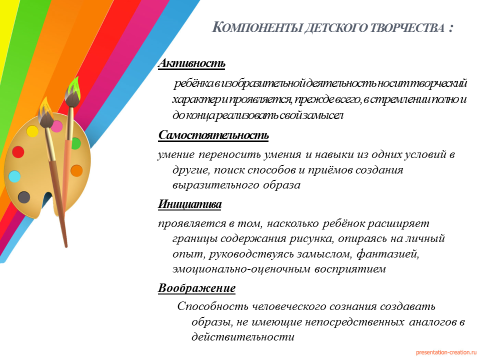 Компоненты детского творчества :
Активность
ребёнка в изобразительной деятельность носит творческий
характер и проявляется, прежде всего, в стремлении полно и
до конца реализовать свой замысел
Самостоятельность
умение переносить умения и навыки из одних условий в
другие, поиск способов и приёмов создания
выразительного образа
Инициатива
проявляется в том, насколько ребёнок расширяет
границы содержания рисунка, опираясь на личный
опыт, руководствуясь замыслом, фантазией,
эмоционально-оценочным восприятием
Воображение
Способность человеческого сознания создавать
образы, не имеющие непосредственных аналогов в
действительности
presentation-creation.ru